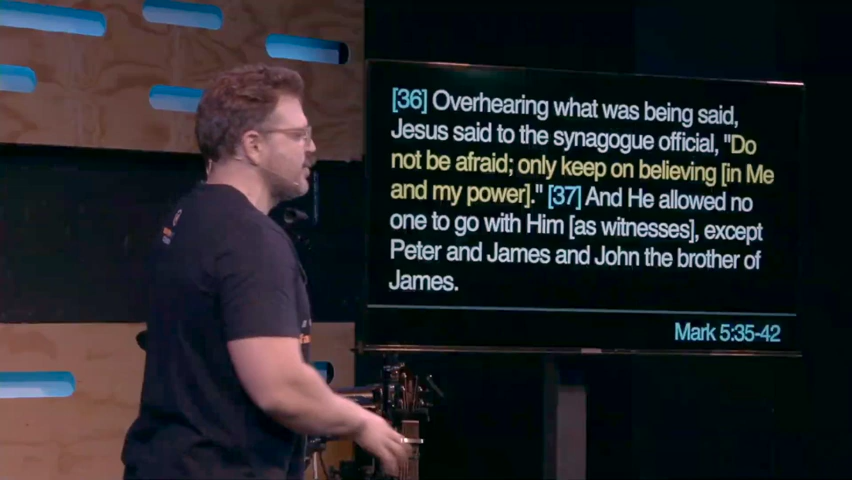 [36] Overhearing what was being said,
Jesus said to the synagogue official, "Do
not be afraid; only keep on believing [in Me
and my power]." [37] And He allowed no
one to go with Him [as witnesses], except
Peter and James and John the brother of
James.
Mark 5:35-42